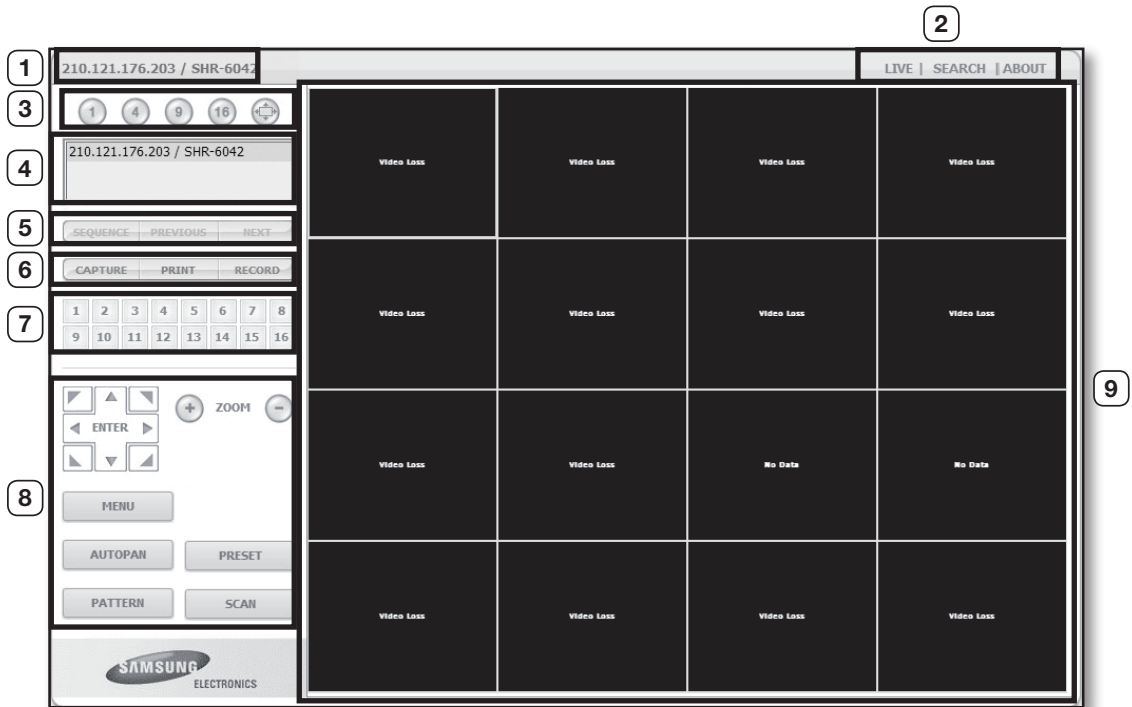 2
1
210.121.176.203 / SHR-6042
LIVE | SEARCH | ABOUT
3
1 4 9 16
4
210.121.176.203 / SHR-6042
5
SEQUENCE PREVIOUS NEXT
6
CAPTURE PRINT RECORD
7
1 2 3 4 5 6 7 8
9 10 11 12 13 14 15 16
8
ENTER
+ ZOOM -
MENU
AUTOPAN PRESET
PATTERN SCAN
SAMSUNG
ELECTRONICS
Video Loss Video Loss Video Loss Video Loss
Video Loss Video Loss Video Loss Video Loss
Video Loss Video Loss No Data No Data
Video Loss Video Loss Video Loss Video Loss
9